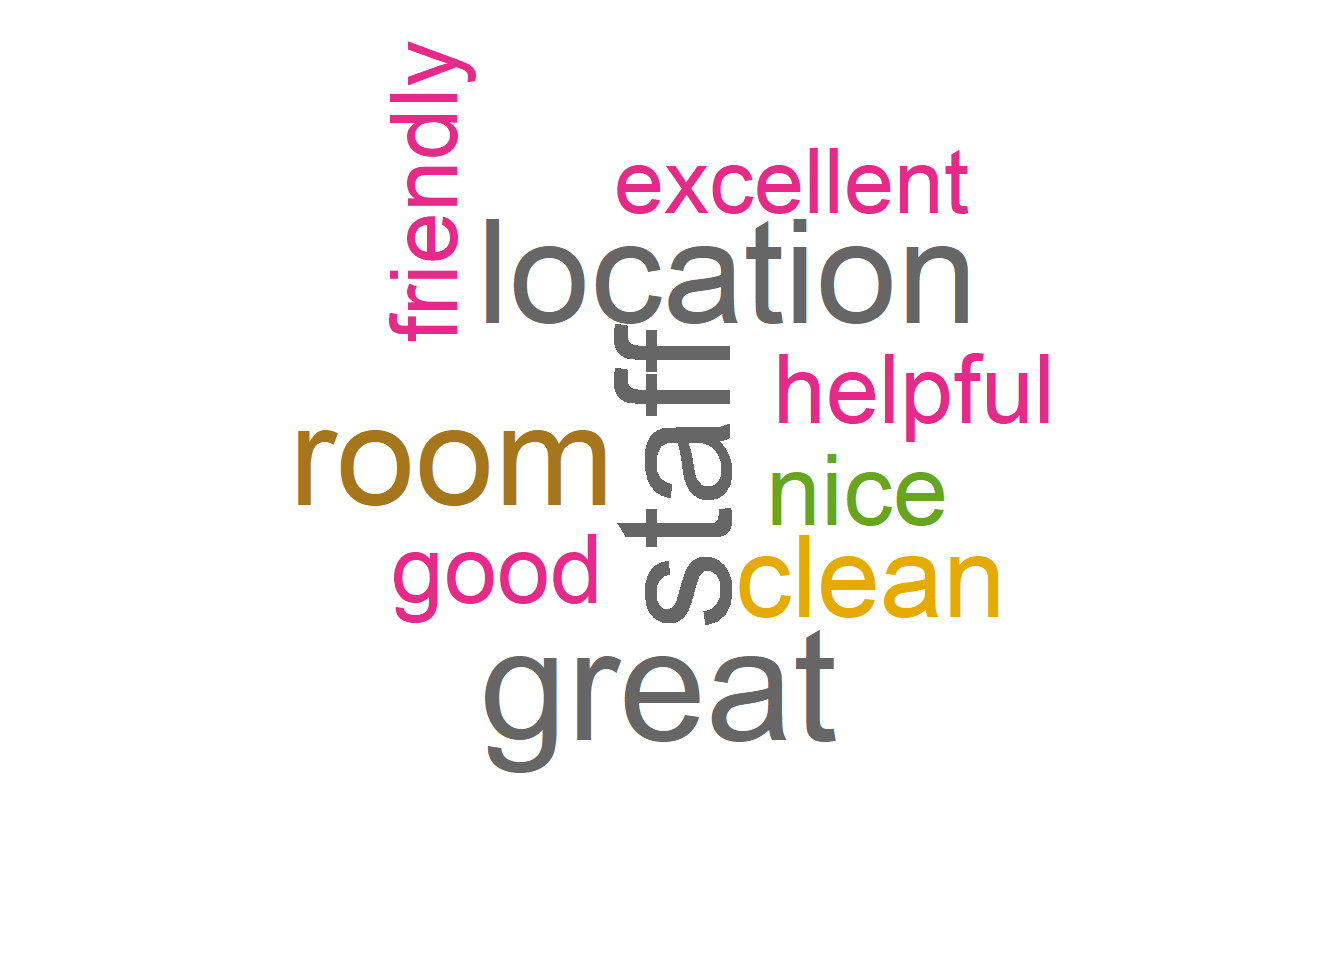 friendly
excellent
location
staff
helpful
room
nice
good
clean
great